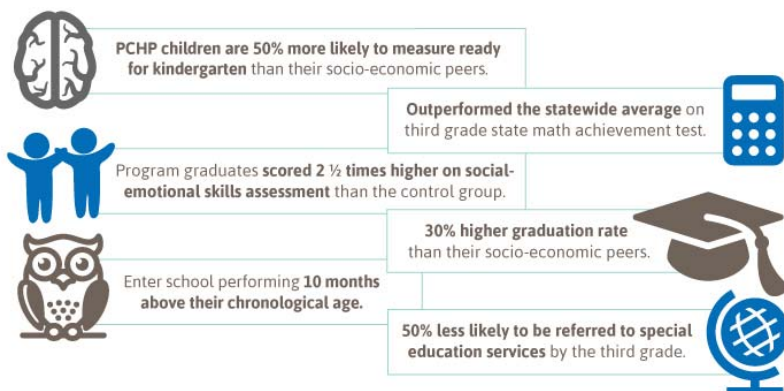 PCHP children are 50% more likely to measure ready
for kindergarten than their socio-economic peers.
Outperformed the statewide average on
third grade state math achievement test.
Program graduates scored 2 ½ times higher on social-
emotional skills assessment than the control group.
30% higher graduation rate
than their socio-economic peers.
Enter school performing 10 months
above their chronological age.
50% less likely to be referred to special
education services by the third grade.